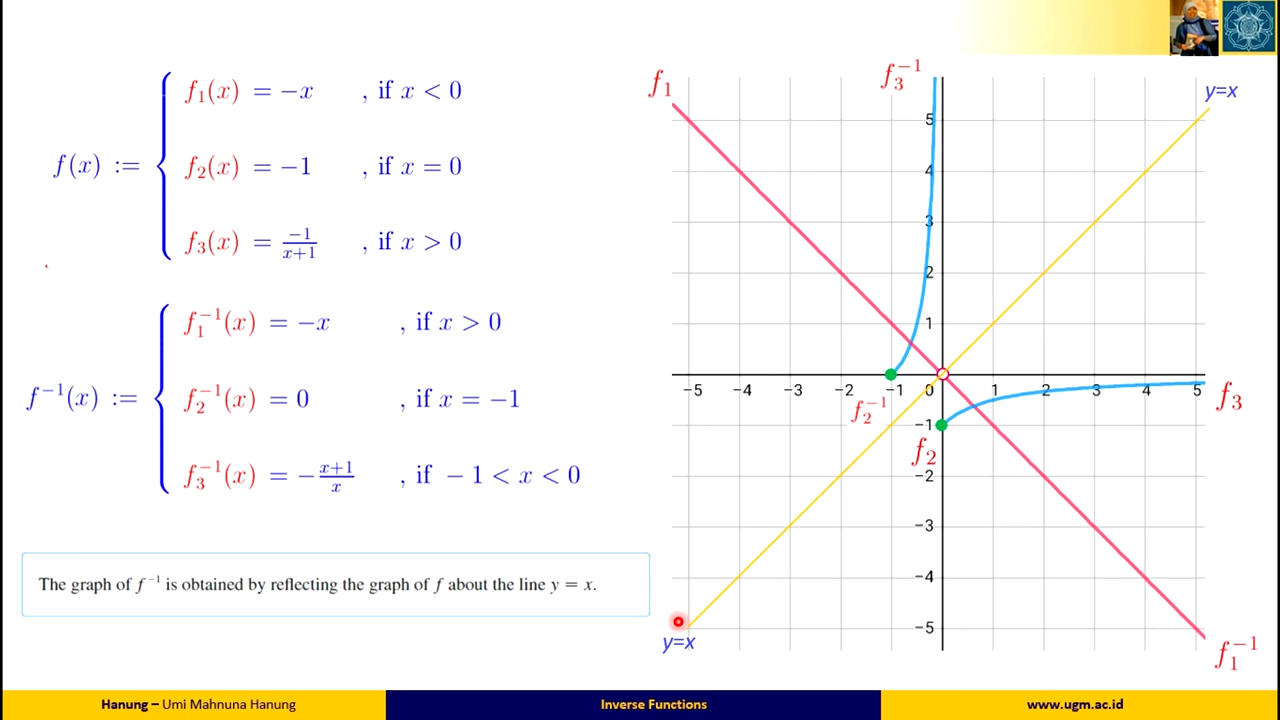 f(x) := { f₁(x) = −x , if x < 0
f₂(x) = −1 , if x = 0
f₃(x) = −1/(x+1) , if x > 0
f⁻¹(x) := { f₁⁻¹(x) = −x , if x > 0
f₂⁻¹(x) = 0 , if x = −1
f₃⁻¹(x) = −(x+1)/x , if −1 < x < 0
The graph of f⁻¹ is obtained by reflecting the graph of f about the line y = x.
f₁
f₃⁻¹
y=x
5
4
3
2
1
−5 −4 −3 −2 −1 0 1 2 3 4 5
f₃
f₂⁻¹
−1
f₂
−2
−3
−4
−5
y=x
f₁⁻¹
Hanung – Umi Mahnuna Hanung
Inverse Functions
www.ugm.ac.id